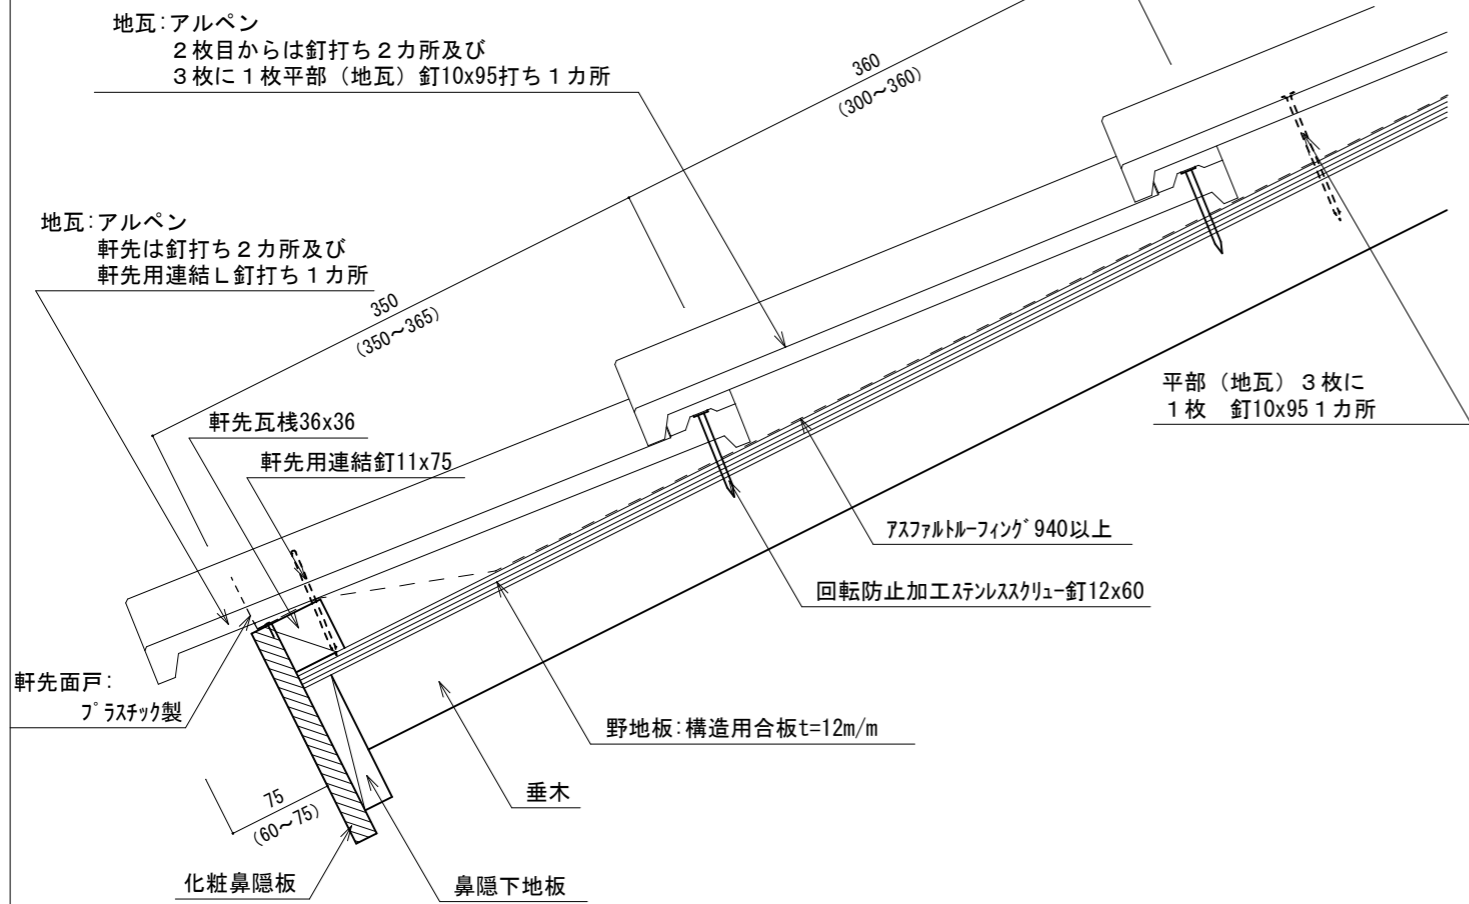 地瓦:アルペン
2枚目からは釘打ち2カ所及び
3枚に1枚平部(地瓦)釘10x95打ち1カ所
360
(300~360)
地瓦:アルペン
軒先は釘打ち2カ所及び
軒先用連結L釘打ち1カ所
350
(350~365)
軒先瓦桟36x36
軒先用連結釘11x75
平部(地瓦)3枚に
1枚 釘10x95 1カ所
アスファルトルーフィング940以上
回転防止加工ステンレススクリュー釘12x60
軒先面戸:
プラスチック製
野地板:構造用合板t=12m/m
垂木
75
(60~75)
化粧鼻隠板
鼻隠下地板